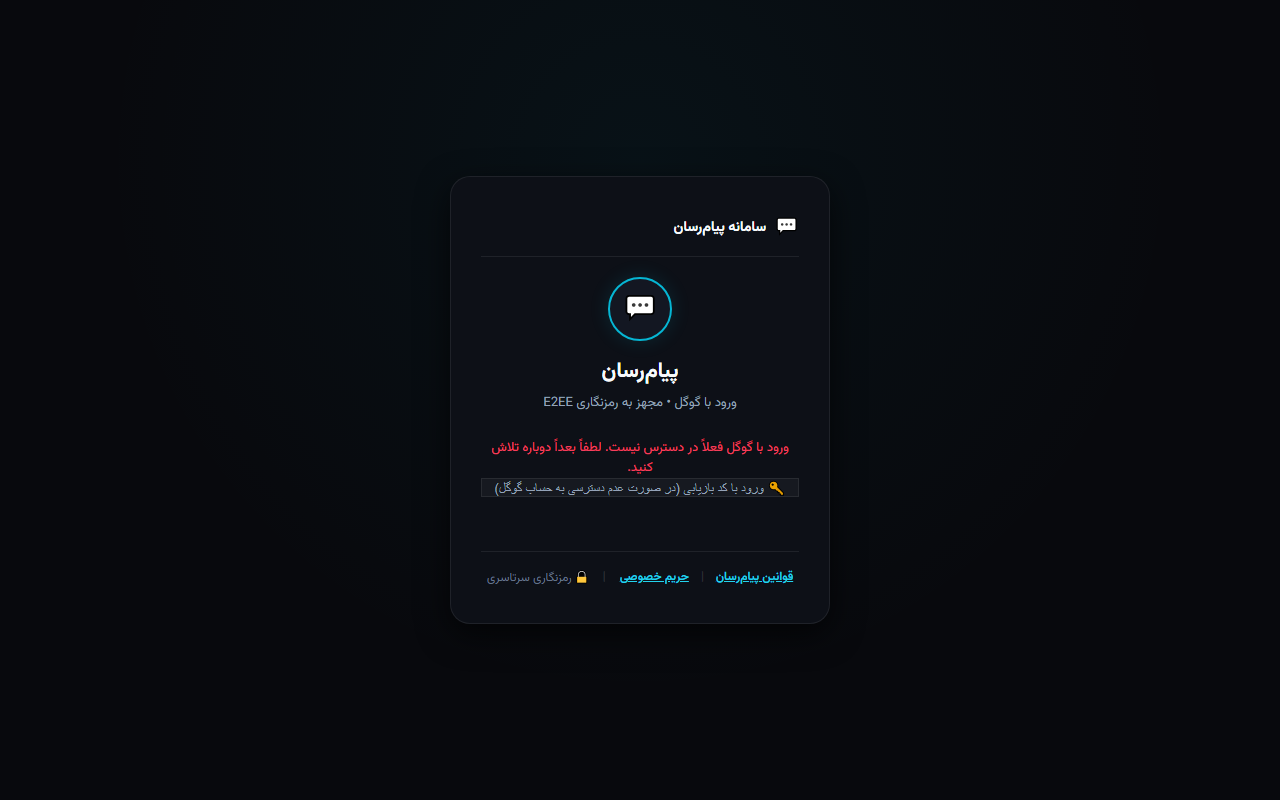 سامانه پیام‌رسان
پیام‌رسان
ورود با گوگل • مجهز به رمزنگاری E2EE
ورود با گوگل فعلاً در دسترس نیست. لطفاً بعداً دوباره تلاش
کنید.
🔑 ورود با کد بازیابی (در صورت عدم دسترسی به حساب گوگل)
قوانین پیام‌رسان | حریم خصوصی | 🔒 رمزنگاری سرتاسری